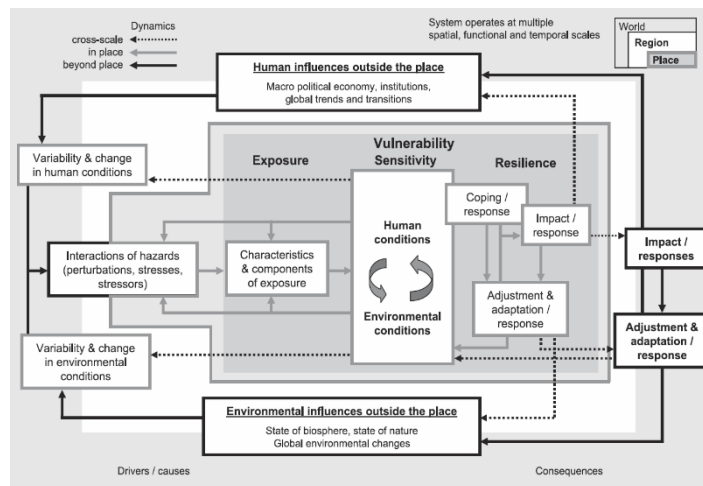 Dynamics
cross-scale
in place
beyond place
System operates at multiple
spatial, functional and temporal scales
World
Region
Place
Human influences outside the place
Macro political economy, institutions,
global trends and transitions
Variability & change
in human conditions
Vulnerability
Exposure
Sensitivity
Resilience
Coping /
response
Impact /
response
Human
conditions
Interactions of hazards
(perturbations, stresses,
stressors)
Characteristics
& components
of exposure
Impact /
responses
Environmental
conditions
Adjustment &
adaptation /
response
Adjustment &
adaptation /
response
Variability & change
in environmental
conditions
Environmental influences outside the place
State of biosphere, state of nature
Global environmental changes
Drivers / causes
Consequences